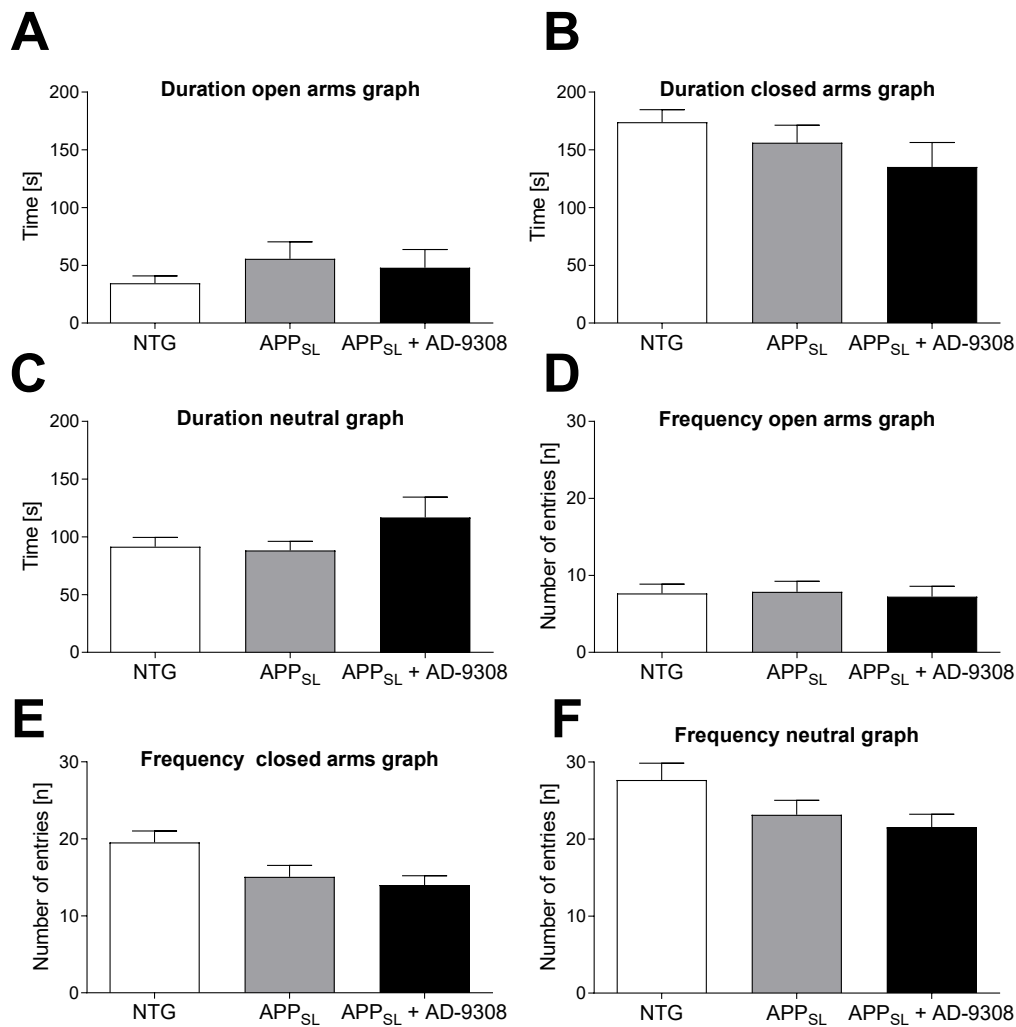 A
Duration open arms graph
Time [s]
200
150
100
50
0
NTG
APPSL
APPSL + AD-9308
B
Duration closed arms graph
Time [s]
200
150
100
50
0
NTG
APPSL
APPSL + AD-9308
C
Duration neutral graph
Time [s]
200
150
100
50
0
NTG
APPSL
APPSL + AD-9308
D
Frequency open arms graph
Number of entries [n]
30
20
10
0
NTG
APPSL
APPSL + AD-9308
E
Frequency closed arms graph
Number of entries [n]
30
20
10
0
NTG
APPSL
APPSL + AD-9308
F
Frequency neutral graph
Number of entries [n]
30
20
10
0
NTG
APPSL
APPSL + AD-9308